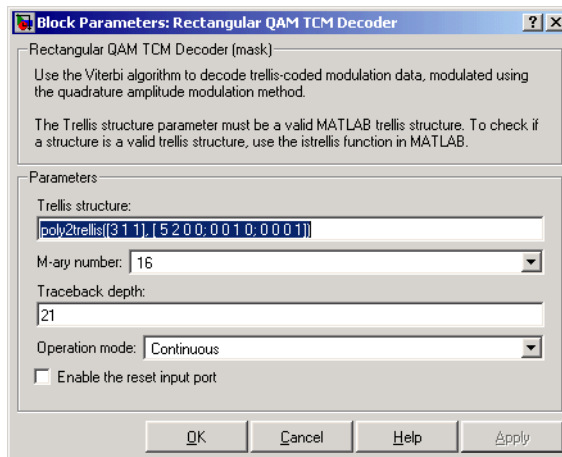 Block Parameters: Rectangular QAM TCM Decoder
Rectangular QAM TCM Decoder (mask)
Use the Viterbi algorithm to decode trellis-coded modulation data, modulated using
the quadrature amplitude modulation method.
The Trellis structure parameter must be a valid MATLAB trellis structure. To check if
a structure is a valid trellis structure, use the istrellis function in MATLAB.
Parameters
Trellis structure:
poly2trellis([3 1 1], [ 5 2 0 0; 0 0 1 0; 0 0 0 1])
M-ary number: 16
Traceback depth:
21
Operation mode: Continuous
Enable the reset input port
OK Cancel Help Apply